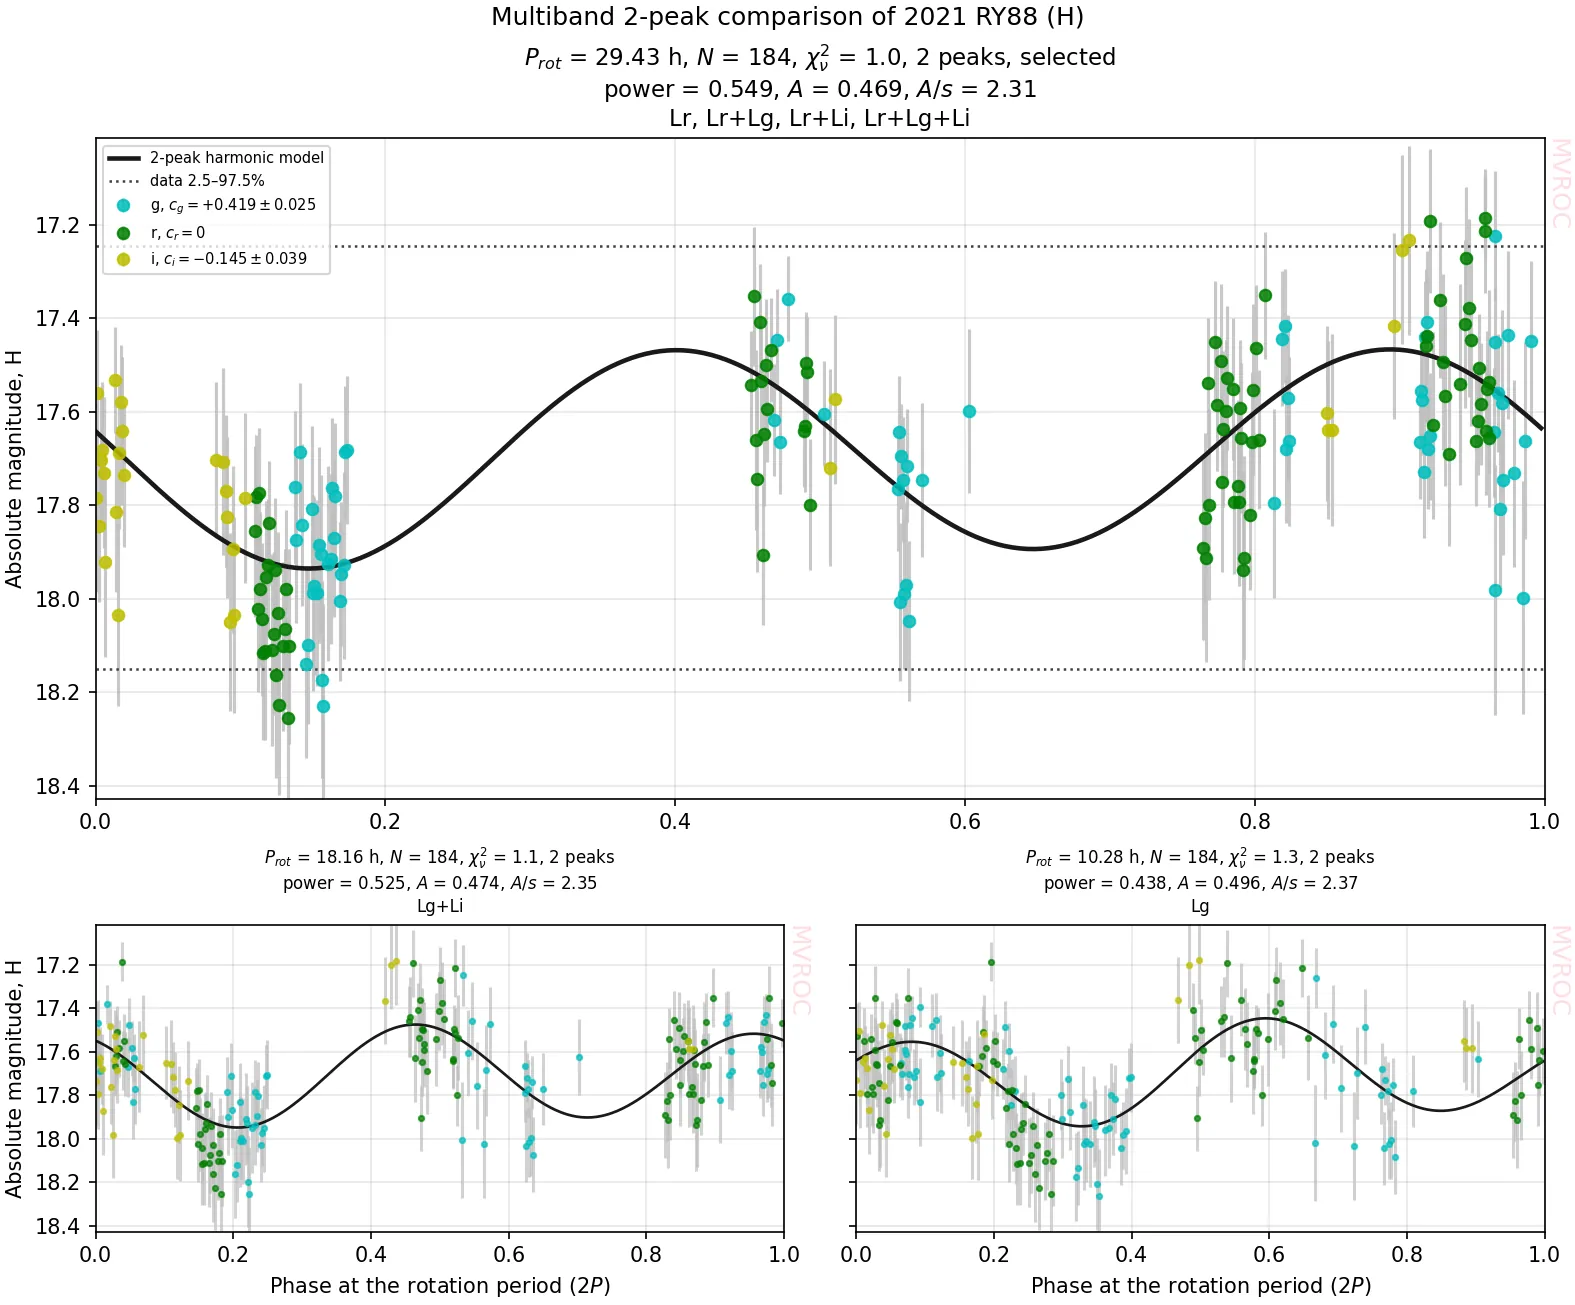 Multiband 2-peak comparison of 2021 RY88 (H)
P_rot = 29.43 h, N = 184, χ²_ν = 1.0, 2 peaks, selected
power = 0.549, A = 0.469, A/s = 2.31
Lr, Lr+Lg, Lr+Li, Lr+Lg+Li
2-peak harmonic model
data 2.5–97.5%
g, c_g = +0.419 ± 0.025
r, c_r = 0
i, c_i = −0.145 ± 0.039
MVROC
Absolute magnitude, H
17.2
17.4
17.6
17.8
18.0
18.2
18.4
0.0 0.2 0.4 0.6 0.8 1.0
P_rot = 18.16 h, N = 184, χ²_ν = 1.1, 2 peaks
power = 0.525, A = 0.474, A/s = 2.35
Lg+Li
MVROC
Absolute magnitude, H
17.2
17.4
17.6
17.8
18.0
18.2
18.4
0.0 0.2 0.4 0.6 0.8 1.0
Phase at the rotation period (2P)
P_rot = 10.28 h, N = 184, χ²_ν = 1.3, 2 peaks
power = 0.438, A = 0.496, A/s = 2.37
Lg
MVROC
0.0 0.2 0.4 0.6 0.8 1.0
Phase at the rotation period (2P)